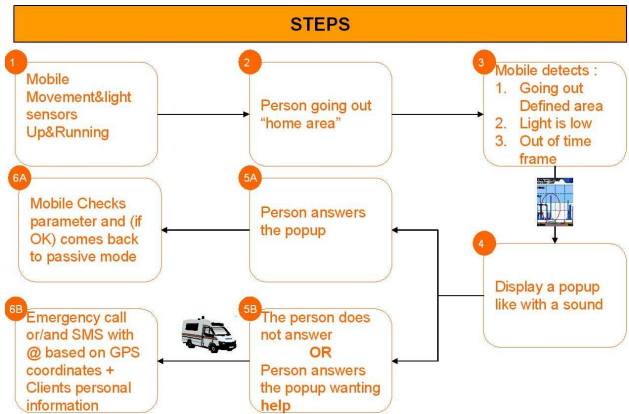 STEPS
1
Mobile
Movement&light
sensors
Up&Running
2
Person going out
“home area”
3
Mobile detects :
1. Going out
Defined area
2. Light is low
3. Out of time
frame
4
Display a popup
like with a sound
5A
Person answers
the popup
6A
Mobile Checks
parameter and (if
OK) comes back
to passive mode
5B
The person does
not answer
OR
Person answers
the popup wanting
help
6B
Emergency call
or/and SMS with
@ based on GPS
coordinates +
Clients personal
information